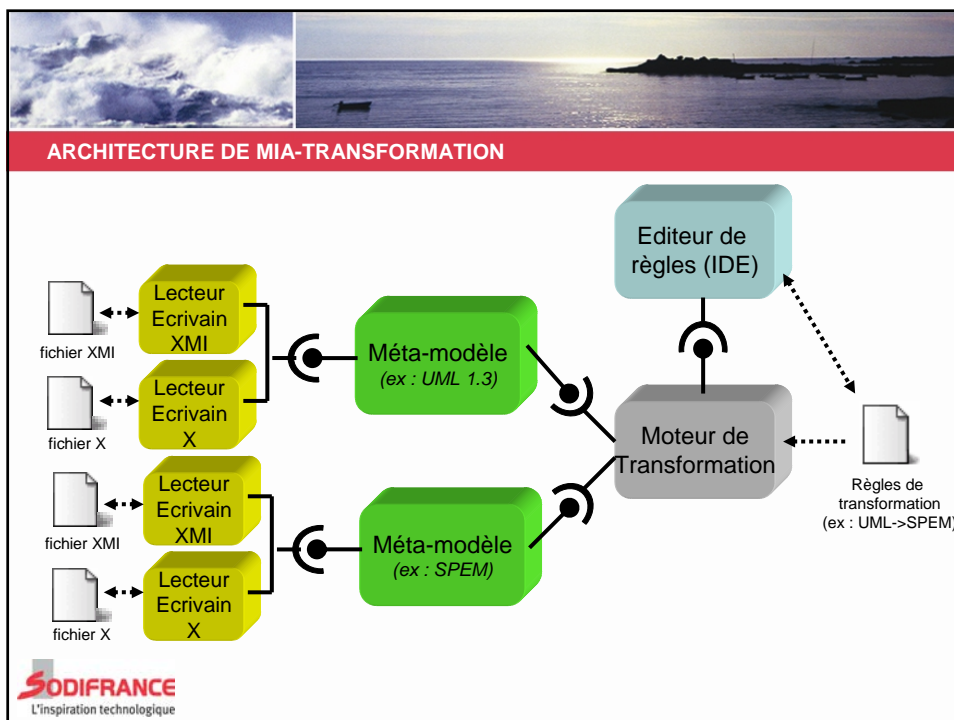 ARCHITECTURE DE MIA-TRANSFORMATION
Editeur de
règles (IDE)
Lecteur
Ecrivain
XMI
fichier XMI
Méta-modèle
(ex : UML 1.3)
Lecteur
Ecrivain
X
fichier X
Moteur de
Transformation
Règles de
transformation
(ex : UML->SPEM)
Lecteur
Ecrivain
XMI
fichier XMI
Méta-modèle
(ex : SPEM)
Lecteur
Ecrivain
X
fichier X
SODIFRANCE
L'inspiration technologique